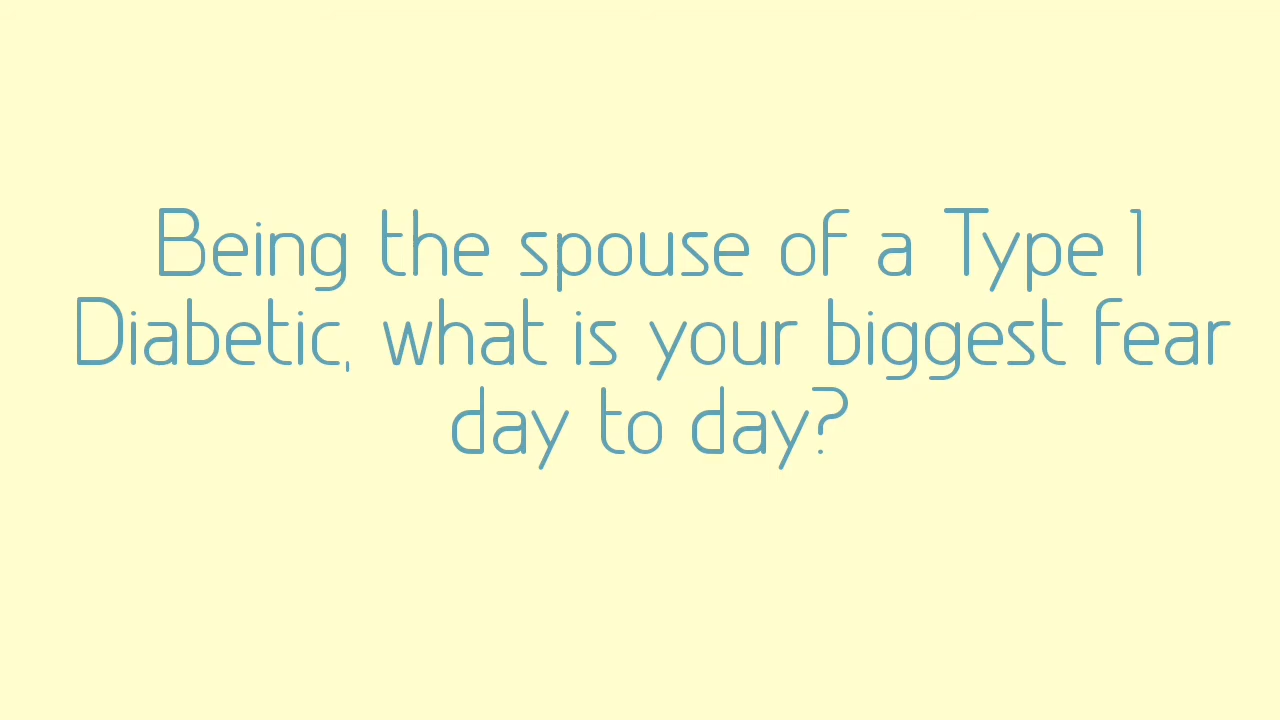 Being the spouse of a Type 1
Diabetic, what is your biggest fear
day to day?